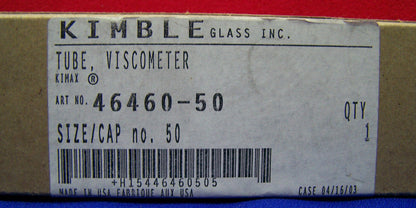 KIMBLE GLASS INC.
TUBE, VISCOMETER
KIMAX ®
ART NO. 46460-50
QTY
SIZE/CAP no. 50 1
+H15446460505
MADE IN USA FABRIQUE AUX USA CASE 04/16/03